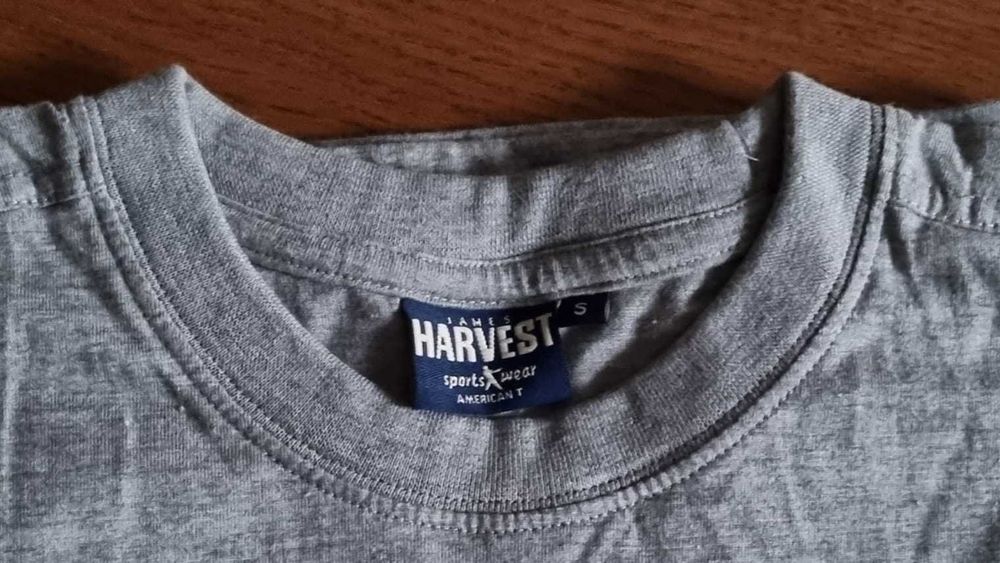 JAMES
HARVEST
sports wear
AMERICAN T
S